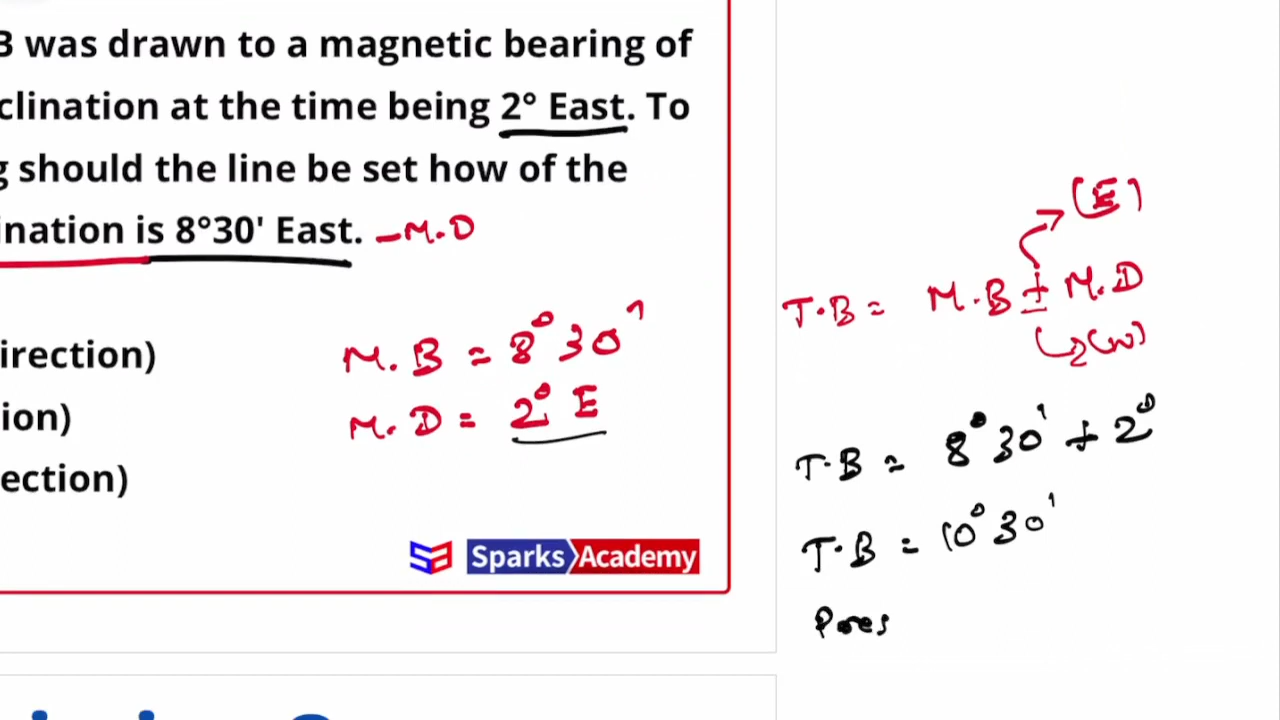 B was drawn to a magnetic bearing of
clination at the time being 2° East. To
g should the line be set how of the
ination is 8°30' East. - M.D
irection)
ion)
ection)
M.B = 8°30'
M.D = 2° E
Sparks Academy
(E)
T.B = M.B ± M.D
(W)
T.B = 8°30' + 2°
T.B = 10°30'
Pres